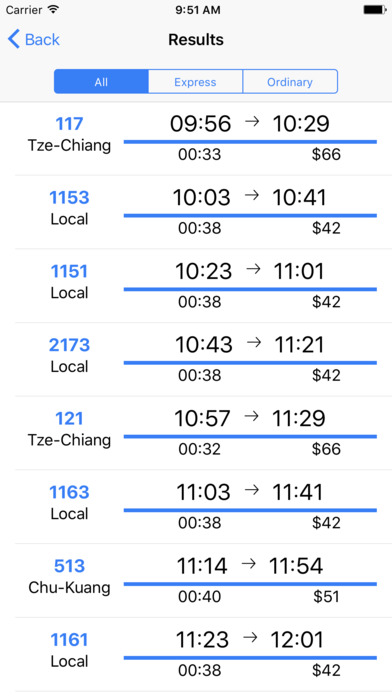 Carrier 9:51 AM
Back Results
All Express Ordinary
117 09:56 → 10:29
Tze-Chiang 00:33 $66
1153 10:03 → 10:41
Local 00:38 $42
1151 10:23 → 11:01
Local 00:38 $42
2173 10:43 → 11:21
Local 00:38 $42
121 10:57 → 11:29
Tze-Chiang 00:32 $66
1163 11:03 → 11:41
Local 00:38 $42
513 11:14 → 11:54
Chu-Kuang 00:40 $51
1161 11:23 → 12:01
Local 00:38 $42